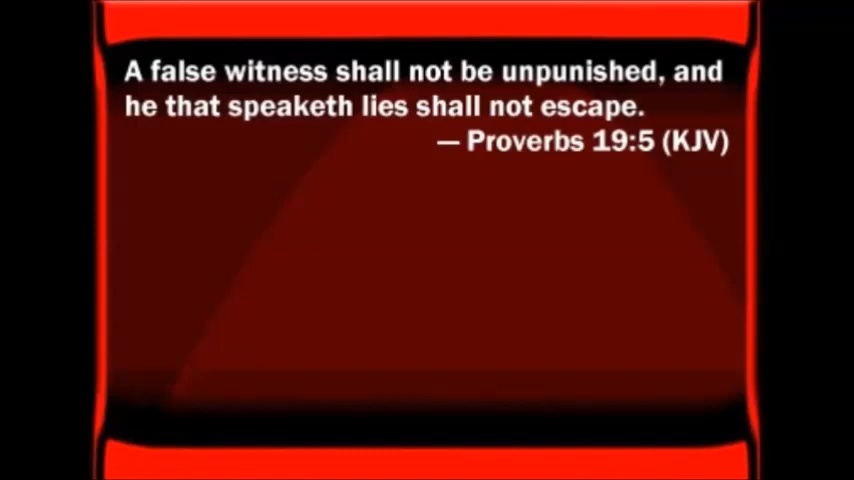 A false witness shall not be unpunished, and
he that speaketh lies shall not escape.
— Proverbs 19:5 (KJV)